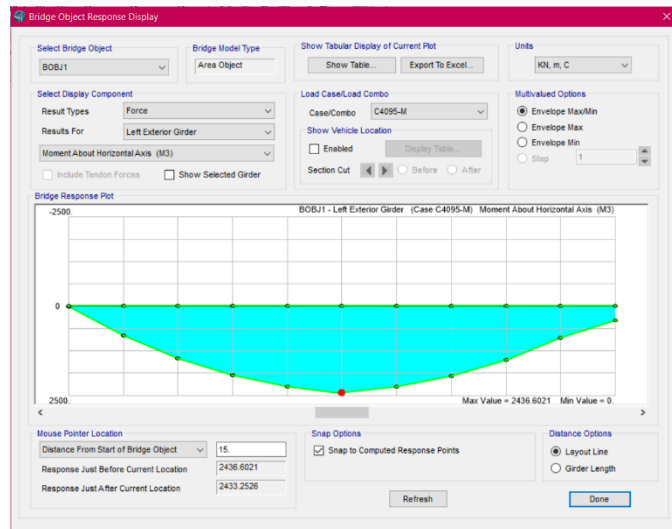 Bridge Object Response Display
Select Bridge Object
BOBJ1
Bridge Model Type
Area Object
Show Tabular Display of Current Plot
Show Table...
Export To Excel...
Units
KN, m, C
Select Display Component
Result Types
Force
Results For
Left Exterior Girder
Moment About Horizontal Axis (M3)
Include Tendon Forces
Show Selected Girder
Load Case/Load Combo
Case/Combo
C4095-M
Show Vehicle Location
Enabled
Display Table...
Section Cut
Before
After
Multivalued Options
Envelope Max/Min
Envelope Max
Envelope Min
Step
1
Bridge Response Plot
-2500.
BOBJ1 - Left Exterior Girder (Case C4095-M) Moment About Horizontal Axis (M3)
0
2500.
Max Value = 2436.6021 Min Value = 0.
Mouse Pointer Location
Distance From Start of Bridge Object
15.
Response Just Before Current Location
2436.6021
Response Just After Current Location
2433.2526
Snap Options
Snap to Computed Response Points
Refresh
Distance Options
Layout Line
Girder Length
Done